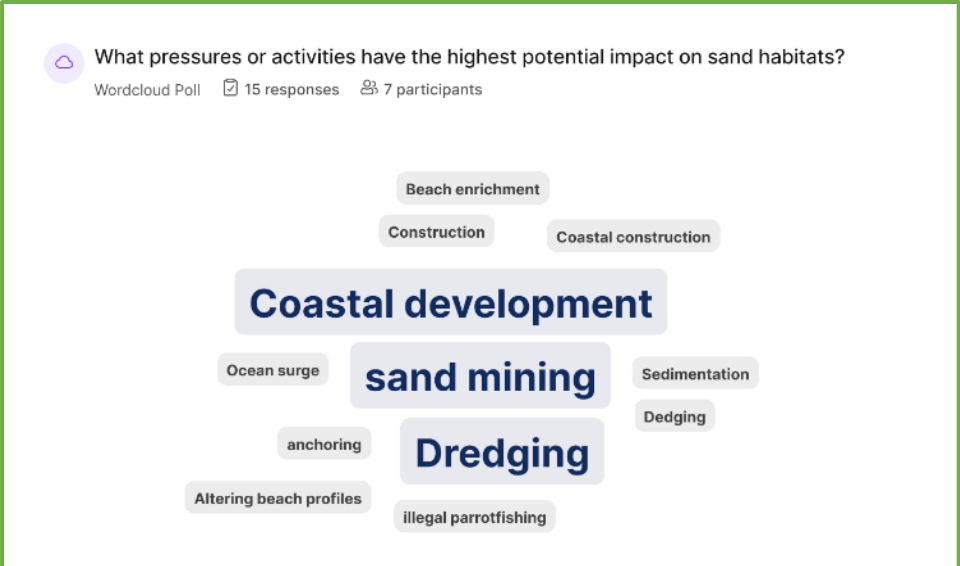 What pressures or activities have the highest potential impact on sand habitats?
Wordcloud Poll 15 responses 7 participants
Beach enrichment
Construction
Coastal construction
Coastal development
Ocean surge
sand mining
Sedimentation
Dedging
anchoring
Dredging
Altering beach profiles
illegal parrotfishing